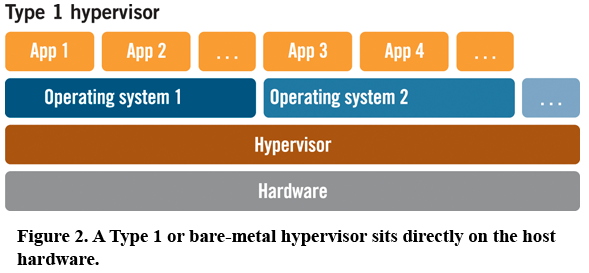 Type 1 hypervisor
App 1 App 2 ... App 3 App 4 ...
Operating system 1 Operating system 2 ...
Hypervisor
Hardware
Figure 2. A Type 1 or bare-metal hypervisor sits directly on the host
hardware.